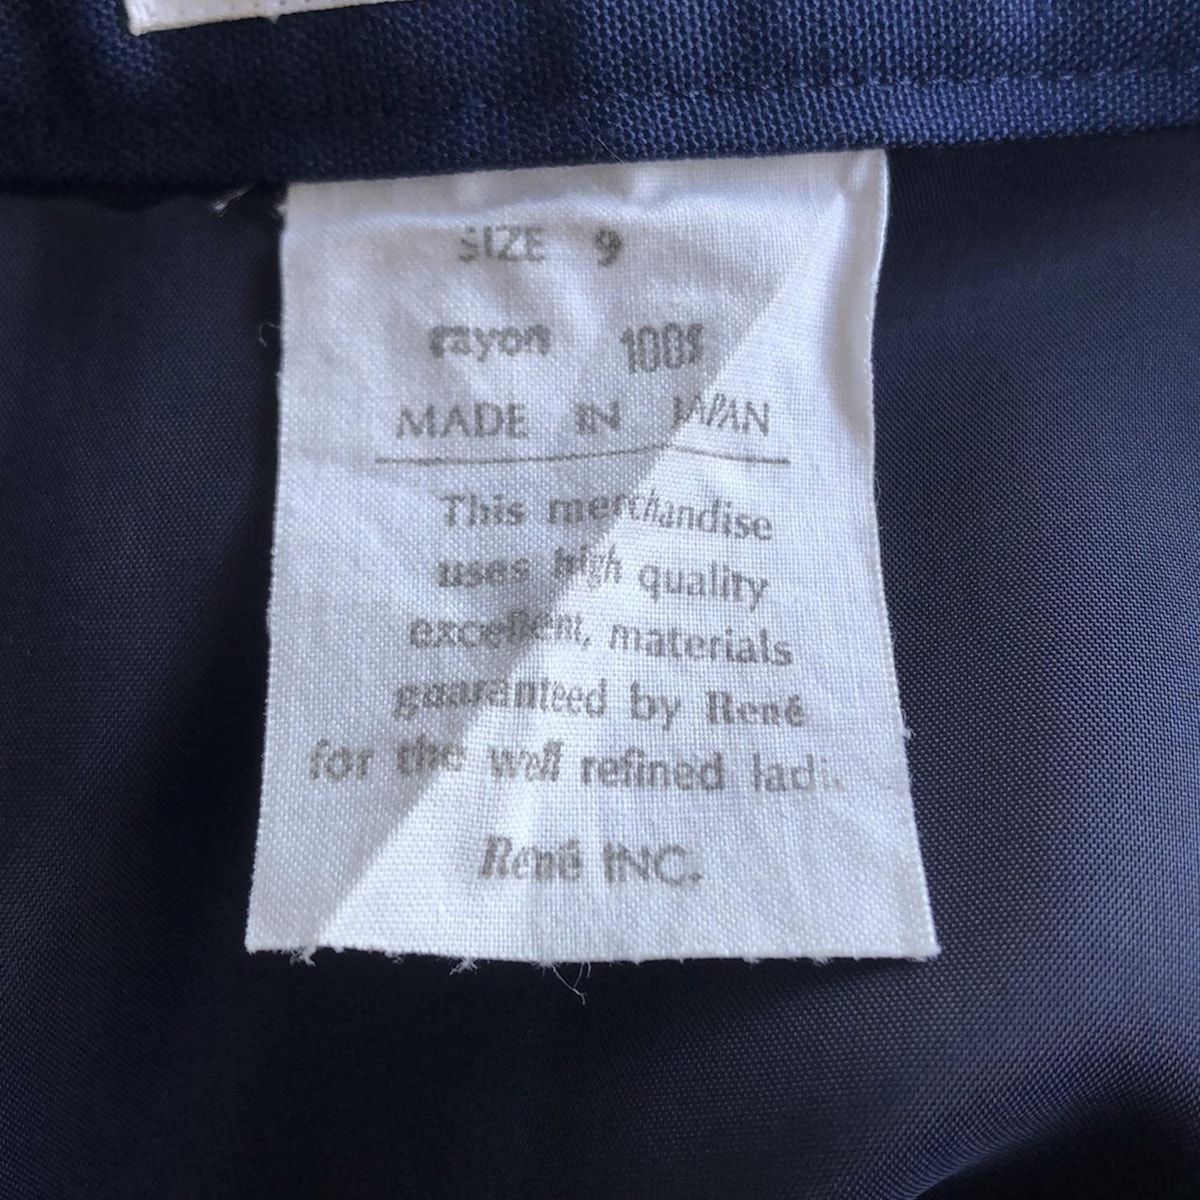 SIZE 9
rayon 100%
MADE IN JAPAN
This merchandise
uses high quality
excellent, materials
guaranteed by René
for the well refined
René INC.